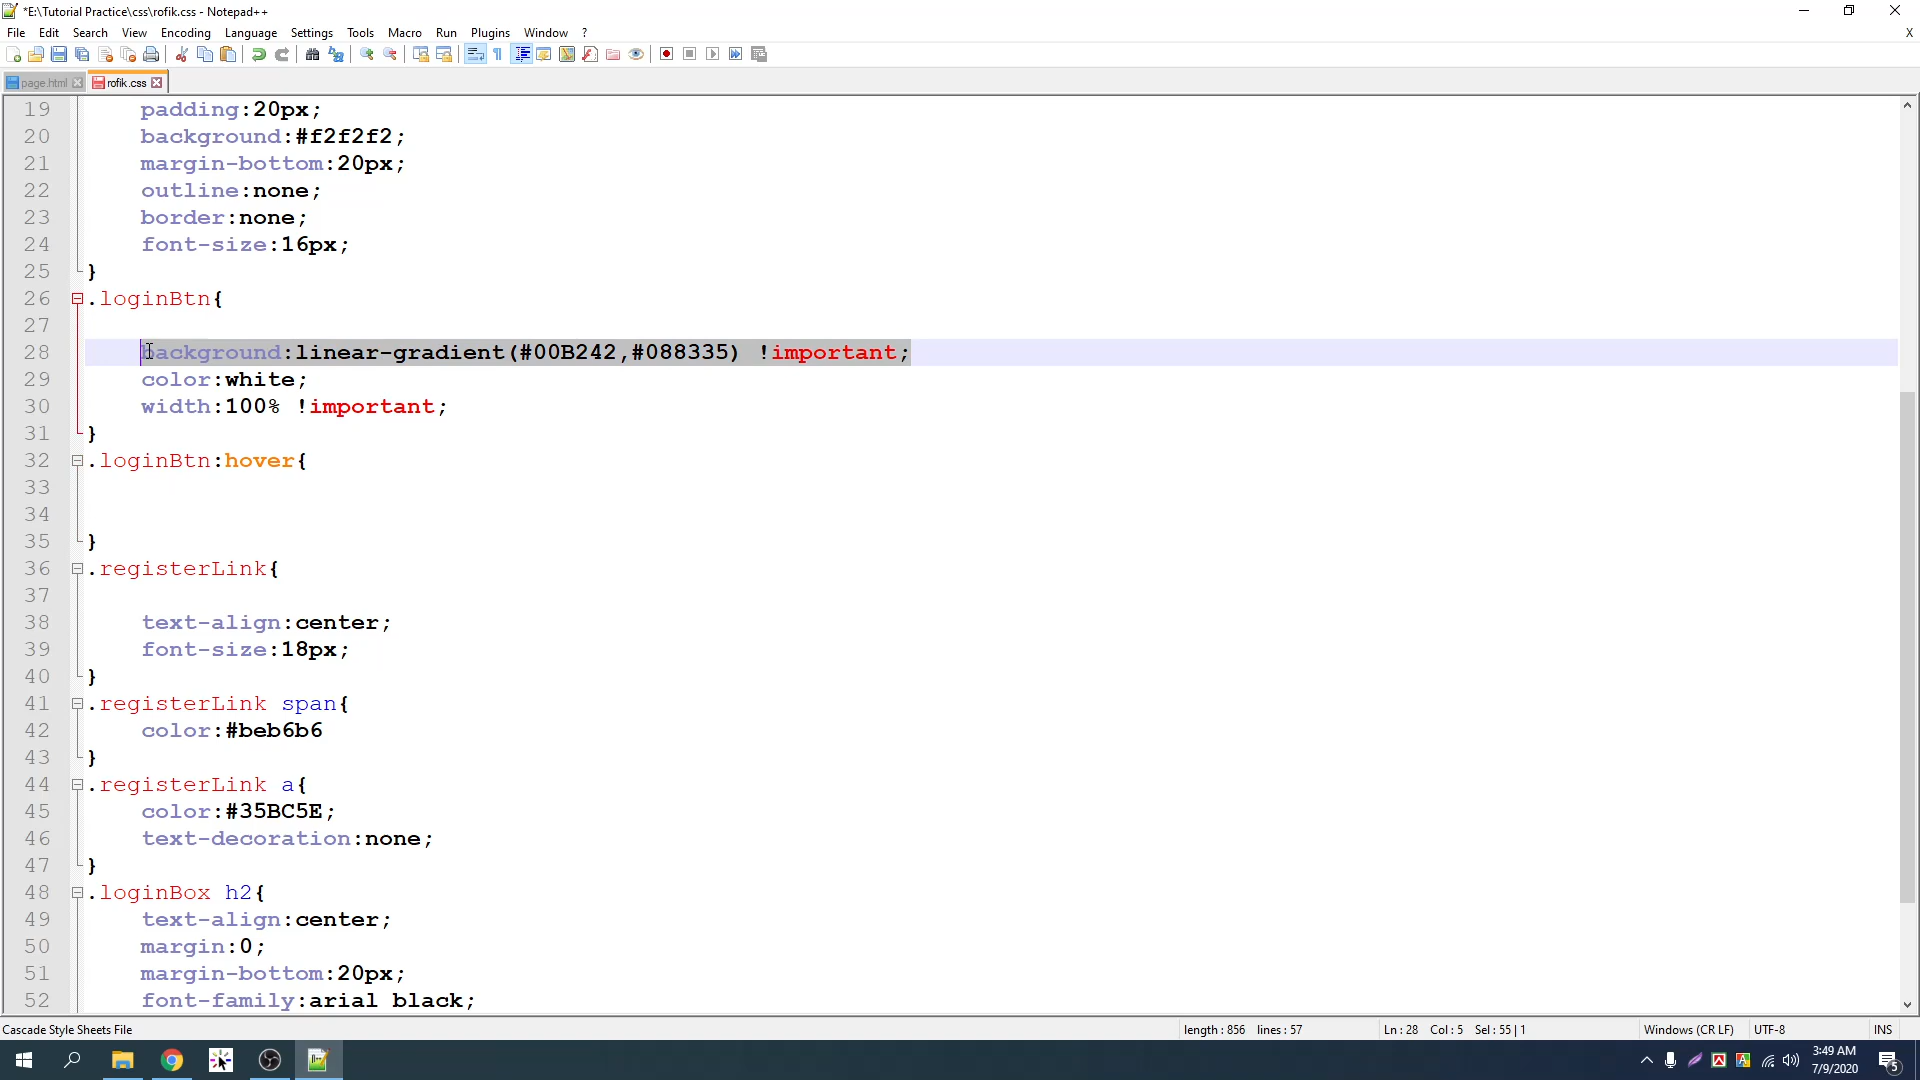 *E:\Tutorial Practice\css\rofik.css - Notepad++
File Edit Search View Encoding Language Settings Tools Macro Run Plugins Window ? X
page.html rofik.css
19 padding:20px;
20 background:#f2f2f2;
21 margin-bottom:20px;
22 outline:none;
23 border:none;
24 font-size:16px;
25 }
26 .loginBtn{
27
28 background:linear-gradient(#00B242,#088335) !important;
29 color:white;
30 width:100% !important;
31 }
32 .loginBtn:hover{
33
34
35 }
36 .registerLink{
37
38 text-align:center;
39 font-size:18px;
40 }
41 .registerLink span{
42 color:#beb6b6
43 }
44 .registerLink a{
45 color:#35BC5E;
46 text-decoration:none;
47 }
48 .loginBox h2{
49 text-align:center;
50 margin:0;
51 margin-bottom:20px;
52 font-family:arial black;
Cascade Style Sheets File length : 856 lines : 57 Ln : 28 Col : 5 Sel : 55 | 1 Windows (CR LF) UTF-8 INS
3:49 AM
7/9/2020
5